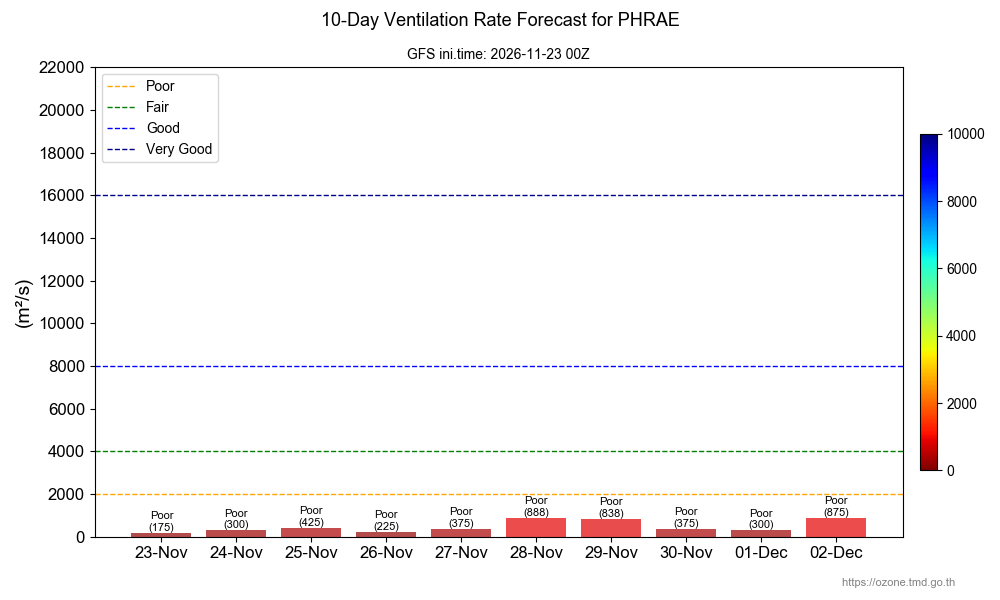 10-Day Ventilation Rate Forecast for PHRAE
GFS ini.time: 2026-11-23 00Z
22000
20000
18000
16000
14000
12000
10000
8000
6000
4000
2000
0
(m²/s)
Poor
Fair
Good
Very Good
Poor
(175)
Poor
(300)
Poor
(425)
Poor
(225)
Poor
(375)
Poor
(888)
Poor
(838)
Poor
(375)
Poor
(300)
Poor
(875)
23-Nov 24-Nov 25-Nov 26-Nov 27-Nov 28-Nov 29-Nov 30-Nov 01-Dec 02-Dec
10000
8000
6000
4000
2000
0
https://ozone.tmd.go.th